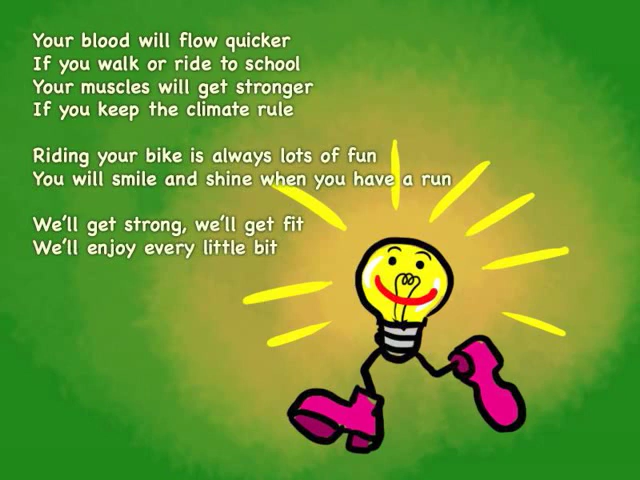 Your blood will flow quicker
If you walk or ride to school
Your muscles will get stronger
If you keep the climate rule
Riding your bike is always lots of fun
You will smile and shine when you have a run
We'll get strong, we'll get fit
We'll enjoy every little bit